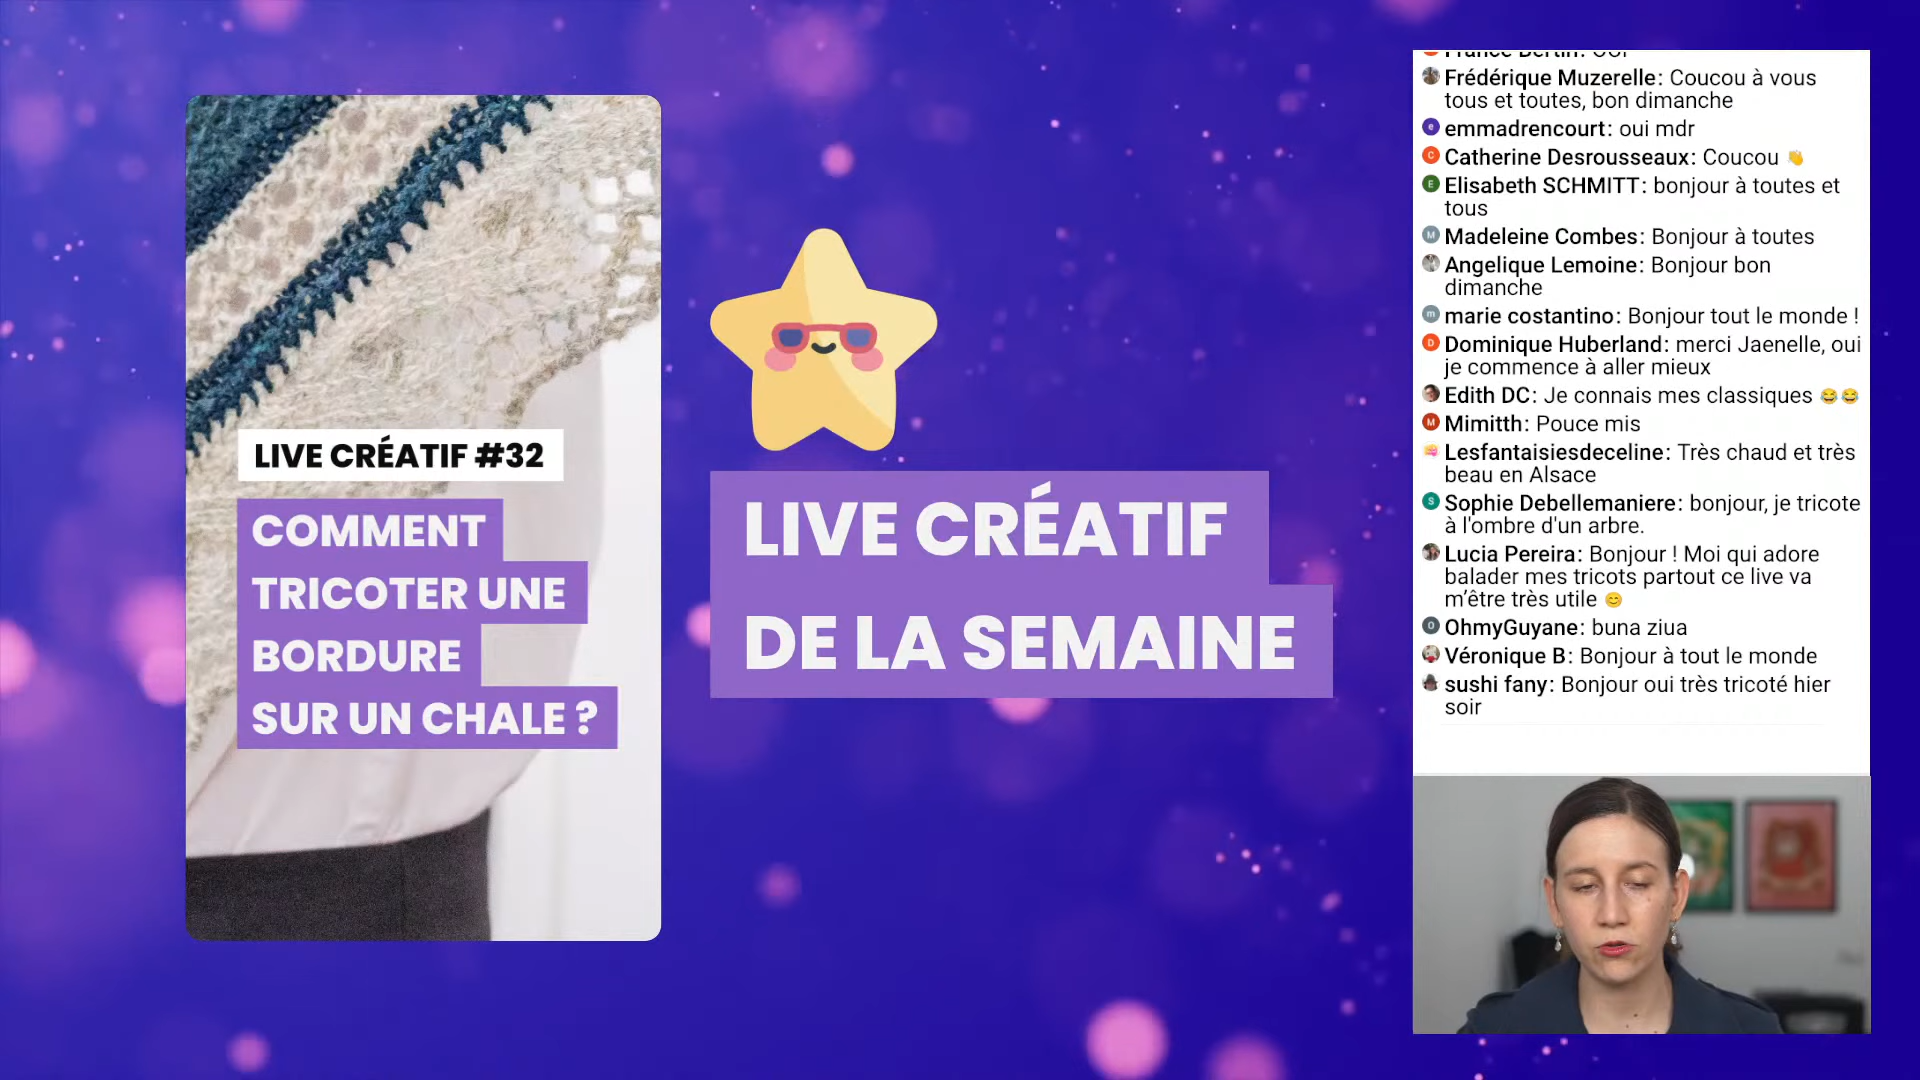 LIVE CRÉATIF #32
COMMENT
TRICOTER UNE
BORDURE
SUR UN CHALE ?
LIVE CRÉATIF
DE LA SEMAINE
Frédérique Muzerelle: Coucou à vous
tous et toutes, bon dimanche
emmadrencourt: oui mdr
Catherine Desrousseaux: Coucou 👋
Elisabeth SCHMITT: bonjour à toutes et
tous
Madeleine Combes: Bonjour à toutes
Angelique Lemoine: Bonjour bon
dimanche
marie costantino: Bonjour tout le monde !
Dominique Huberland: merci Jaenelle, oui
je commence à aller mieux
Edith DC: Je connais mes classiques 😂😂
Mimitth: Pouce mis
Lesfantaisiesdeceline: Très chaud et très
beau en Alsace
Sophie Debellemaniere: bonjour, je tricote
à l'ombre d'un arbre.
Lucia Pereira: Bonjour ! Moi qui adore
balader mes tricots partout ce live va
m’être très utile 😊
OhmyGuyane: buna ziua
Véronique B: Bonjour à tout le monde
sushi fany: Bonjour oui très tricoté hier
soir